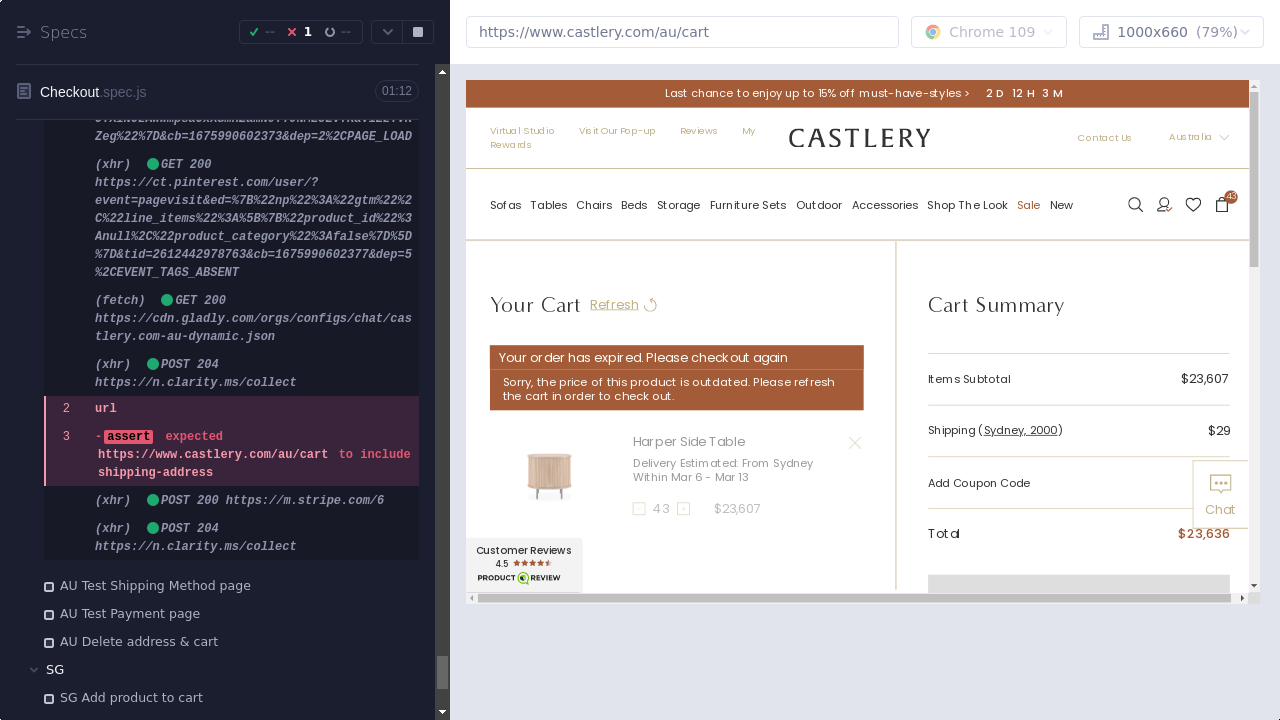 Specs
-- 1 --
Checkout.spec.js 01:12
Zeg%22%7D&cb=1675990602373&dep=2%2CPAGE_LOAD
(xhr) GET 200
https://ct.pinterest.com/user/?
event=pagevisit&ed=%7B%22np%22%3A%22gtm%22%2
C%22line_items%22%3A%5B%7B%22product_id%22%3
Anull%2C%22product_category%22%3Afalse%7D%5D
%7D&tid=2612442978763&cb=1675990602377&dep=5
%2CEVENT_TAGS_ABSENT
(fetch) GET 200
https://cdn.gladly.com/orgs/configs/chat/cas
tlery.com-au-dynamic.json
(xhr) POST 204
https://n.clarity.ms/collect
2 url
3 -assert expected
https://www.castlery.com/au/cart to include
shipping-address
(xhr) POST 200 https://m.stripe.com/6
(xhr) POST 204
https://n.clarity.ms/collect
AU Test Shipping Method page
AU Test Payment page
AU Delete address & cart
SG
SG Add product to cart
https://www.castlery.com/au/cart
Chrome 109
1000x660 (79%)
Last chance to enjoy up to 15% off must-have-styles > 2 D 12 H 3 M
Virtual Studio Visit Our Pop-up Reviews My
Rewards
CASTLERY
Contact Us Australia
Sofas Tables Chairs Beds Storage Furniture Sets Outdoor Accessories Shop The Look Sale New
43
Your Cart Refresh
Your order has expired. Please checkout again
Sorry, the price of this product is outdated. Please refresh
the cart in order to check out.
Harper Side Table
Delivery Estimated: From Sydney
Within Mar 6 - Mar 13
- 43 + $23,607
Customer Reviews
4.5
PRODUCT REVIEW
Cart Summary
Items Subtotal $23,607
Shipping (Sydney, 2000) $29
Add Coupon Code
Chat
Total $23,636